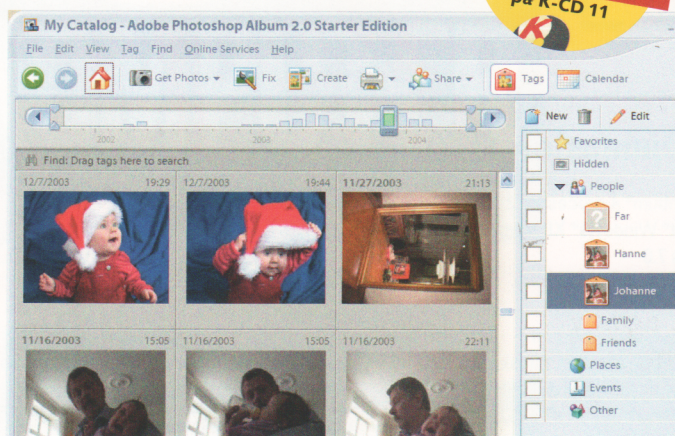 på K-CD 11
K
My Catalog - Adobe Photoshop Album 2.0 Starter Edition
File Edit View Tag Find Online Services Help
Get Photos Fix Create Share Tags Calendar
2002 2003 2004
New Edit
Find: Drag tags here to search
Favorites
Hidden
People
Far
Hanne
Johanne
Family
Friends
Places
1 Events
Other
12/7/2003 19:29 12/7/2003 19:44 11/27/2003 21:13
11/16/2003 15:05 11/16/2003 15:05 11/16/2003 22:11